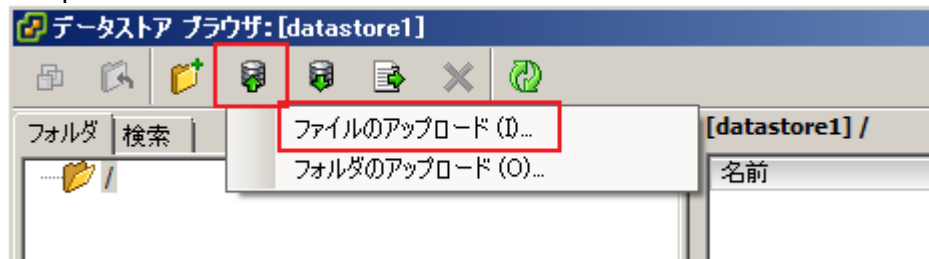 データストア ブラウザ: [datastore1]
フォルダ 検索
ファイルのアップロード (I)...
フォルダのアップロード (O)...
[datastore1] /
/
名前